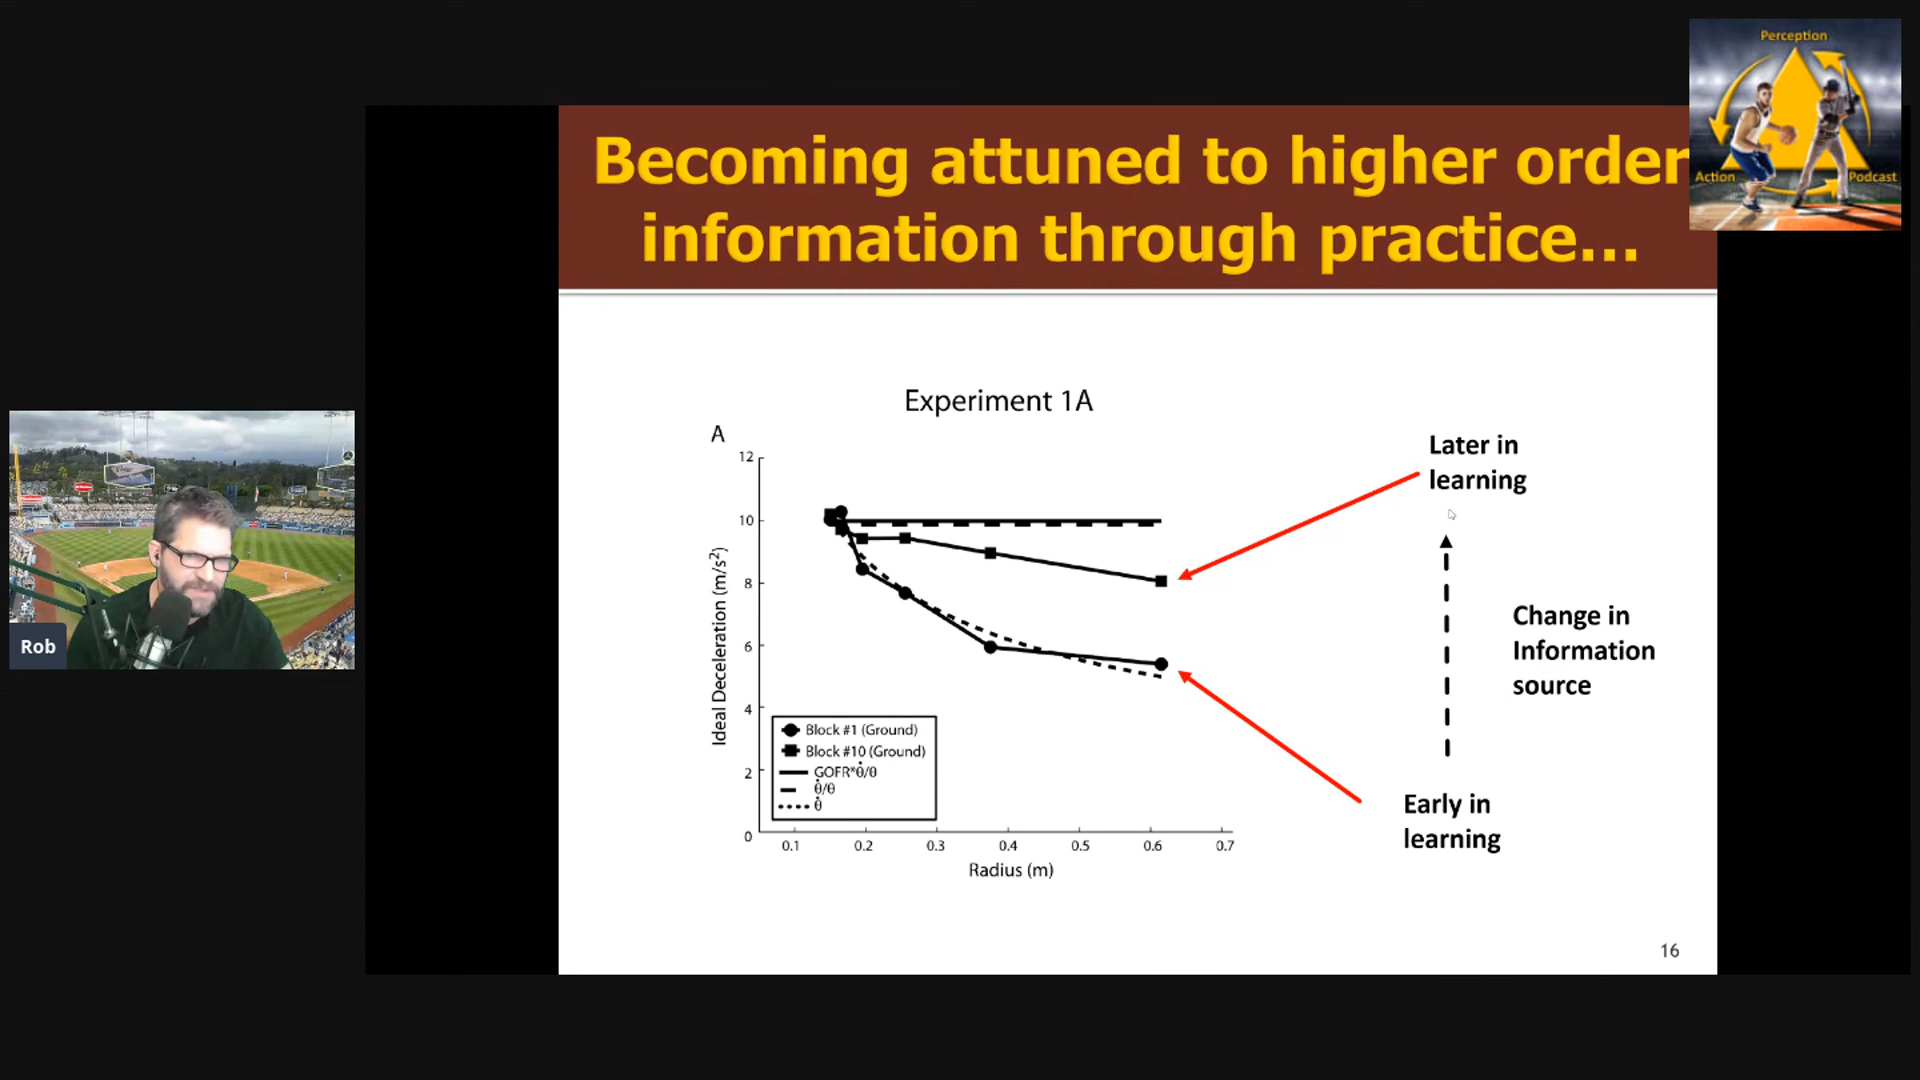 Perception
Action
Podcast
Becoming attuned to higher order
information through practice...
Experiment 1A
A
12
10
8
6
4
2
0
Ideal Deceleration (m/s²)
Block #1 (Ground)
Block #10 (Ground)
GOFR*θ̇/θ
θ̇/θ
θ̇
0.1 0.2 0.3 0.4 0.5 0.6 0.7
Radius (m)
Later in
learning
Change in
Information
source
Early in
learning
16
Rob